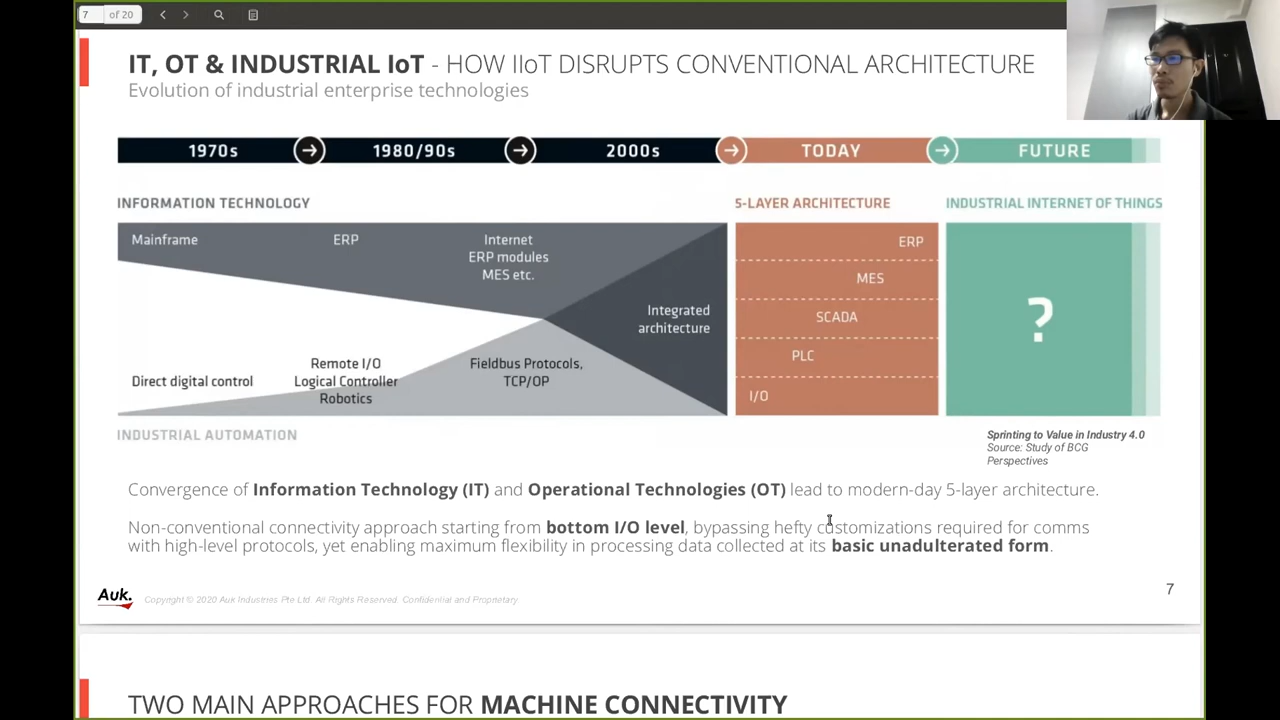 7 of 20
IT, OT & INDUSTRIAL IoT - HOW IIoT DISRUPTS CONVENTIONAL ARCHITECTURE
Evolution of industrial enterprise technologies
1970s
1980/90s
2000s
TODAY
FUTURE
INFORMATION TECHNOLOGY
5-LAYER ARCHITECTURE
INDUSTRIAL INTERNET OF THINGS
Mainframe
ERP
Internet
ERP modules
MES etc.
Integrated
architecture
Direct digital control
Remote I/O
Logical Controller
Robotics
Fieldbus Protocols,
TCP/OP
ERP
MES
SCADA
PLC
I/O
?
INDUSTRIAL AUTOMATION
Sprinting to Value in Industry 4.0
Source: Study of BCG
Perspectives
Convergence of Information Technology (IT) and Operational Technologies (OT) lead to modern-day 5-layer architecture.
Non-conventional connectivity approach starting from bottom I/O level, bypassing hefty customizations required for comms
with high-level protocols, yet enabling maximum flexibility in processing data collected at its basic unadulterated form.
Auk.
Copyright © 2020 Auk Industries Pte Ltd. All Rights Reserved. Confidential and Proprietary
7
TWO MAIN APPROACHES FOR MACHINE CONNECTIVITY